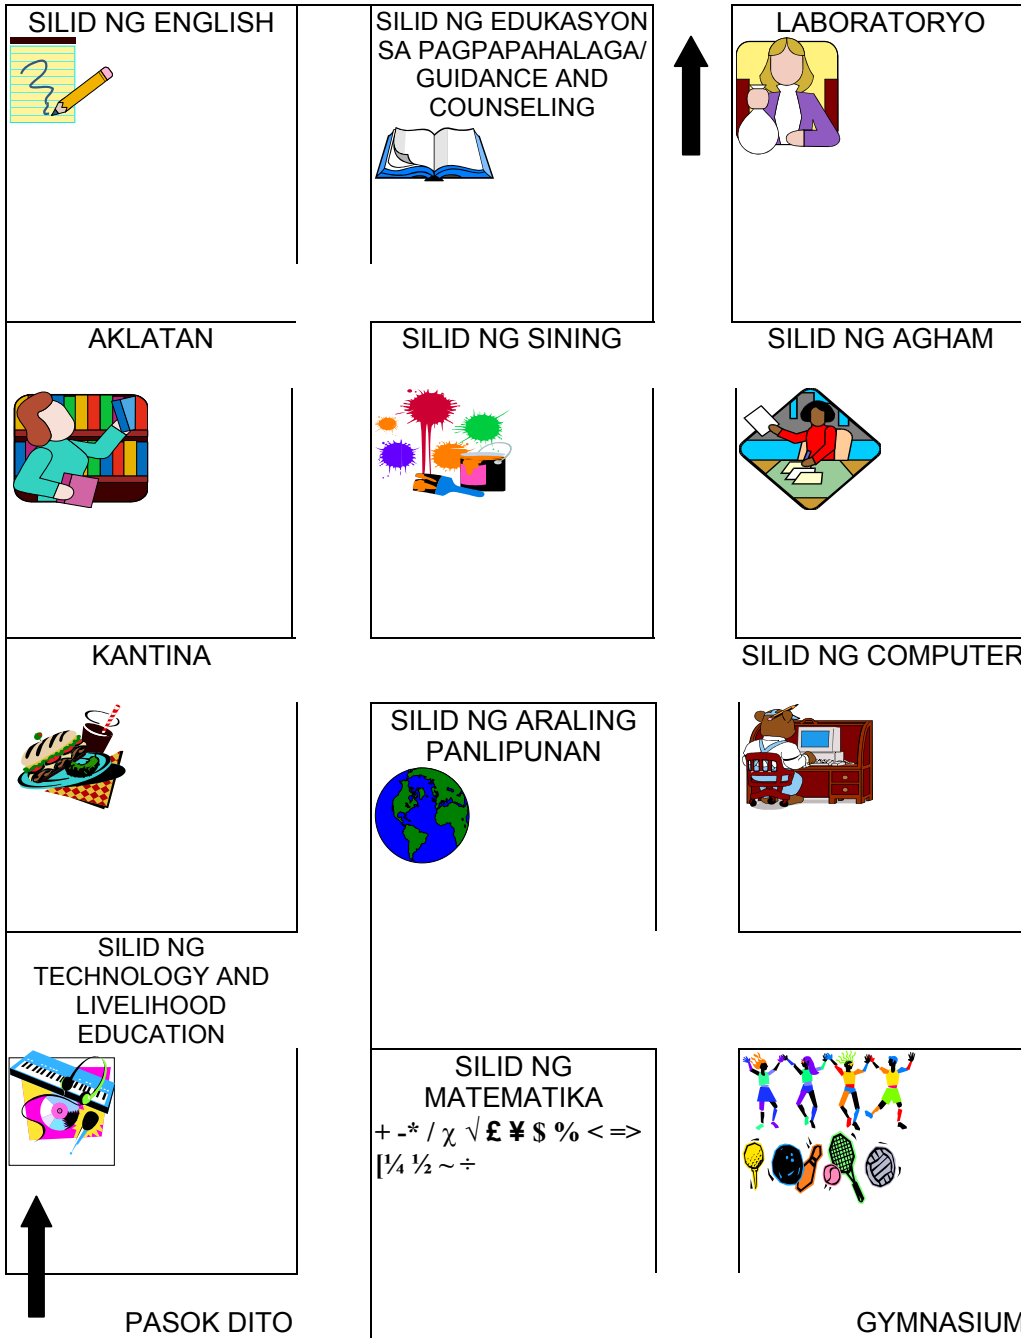 SILID NG ENGLISH
SILID NG EDUKASYON
SA PAGPAPAHALAGA/
GUIDANCE AND
COUNSELING
LABORATORYO
AKLATAN
SILID NG SINING
SILID NG AGHAM
KANTINA
SILID NG ARALING
PANLIPUNAN
SILID NG COMPUTER
SILID NG
TECHNOLOGY AND
LIVELIHOOD
EDUCATION
SILID NG
MATEMATIKA
+ -* / χ √ £ ¥ $ % < =>
[¼ ½ ~ ÷
PASOK DITO
GYMNASIUM